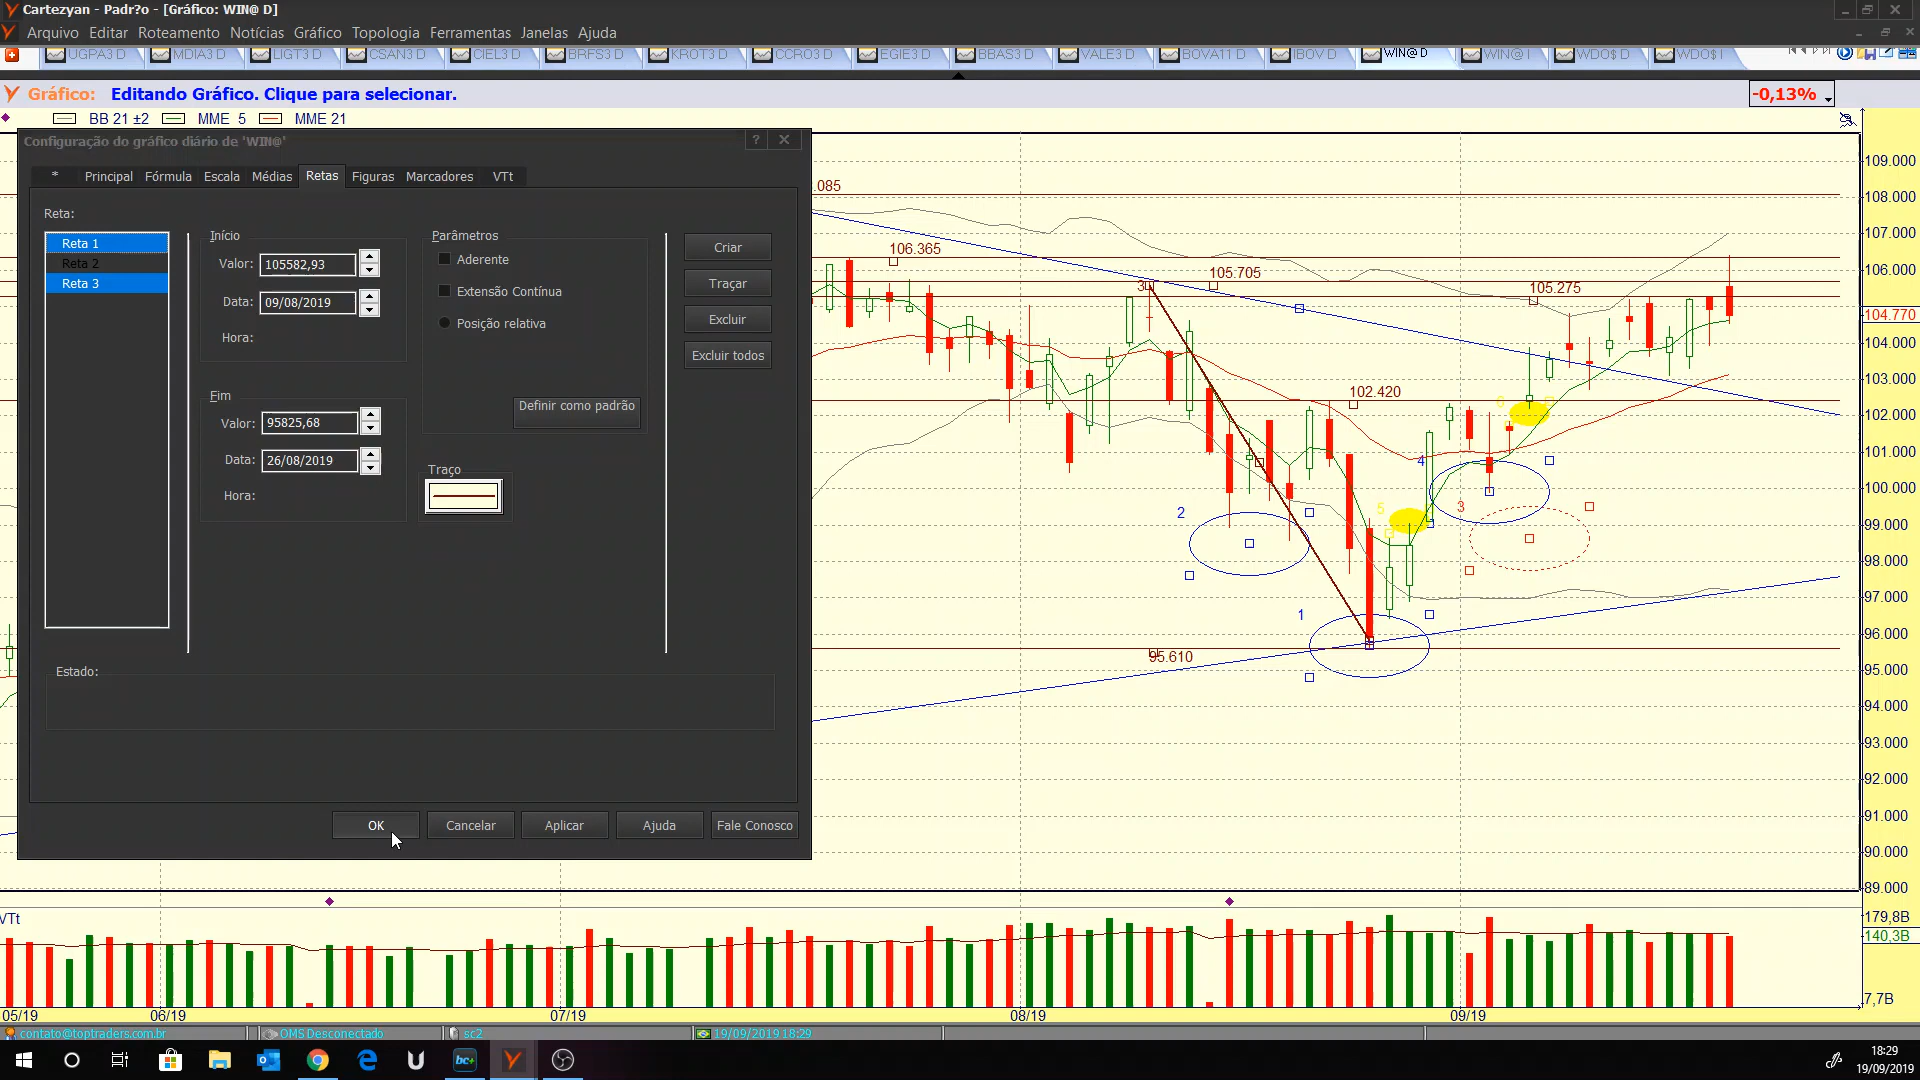 Cartezyan - Padr?o - [Gráfico: WIN@ D]
Arquivo Editar Roteamento Notícias Gráfico Topologia Ferramentas Janelas Ajuda
UGPA3 D MDIA3 D LIGT3 D CSAN3 D CIEL3 D BRFS3 D KROT3 D CCRO3 D EGIE3 D BBAS3 D VALE3 D BOVA11 D IBOV D WIN@ D WIN@ I WDO$ D WDO$ I
Gráfico: Editando Gráfico. Clique para selecionar.
-0,13%
BB 21 ±2 MME 5 MME 21
Configuração do gráfico diário de 'WIN@'
?
* Principal Fórmula Escala Médias Retas Figuras Marcadores VTt
Reta:
Reta 1
Reta 2
Reta 3
Início
Valor: 105582,93
Data: 09/08/2019
Hora:
Fim
Valor: 95825,68
Data: 26/08/2019
Hora:
Parâmetros
Aderente
Extensão Contínua
Posição relativa
Definir como padrão
Traço
Criar
Traçar
Excluir
Excluir todos
Estado:
OK Cancelar Aplicar Ajuda Fale Conosco
.085
106.365
105.705
105.275
102.420
95.610
3
2
1
5
4
3
6
109.000
108.000
107.000
106.000
104.770
104.000
103.000
102.000
101.000
100.000
99.000
98.000
97.000
96.000
95.000
94.000
93.000
92.000
91.000
90.000
89.000
VTt
179,8B
140,3B
7,7B
05/19 06/19 07/19 08/19 09/19
contato@toptraders.com.br OMS Desconectado sc2 19/09/2019 18:29
bc+
18:29
19/09/2019